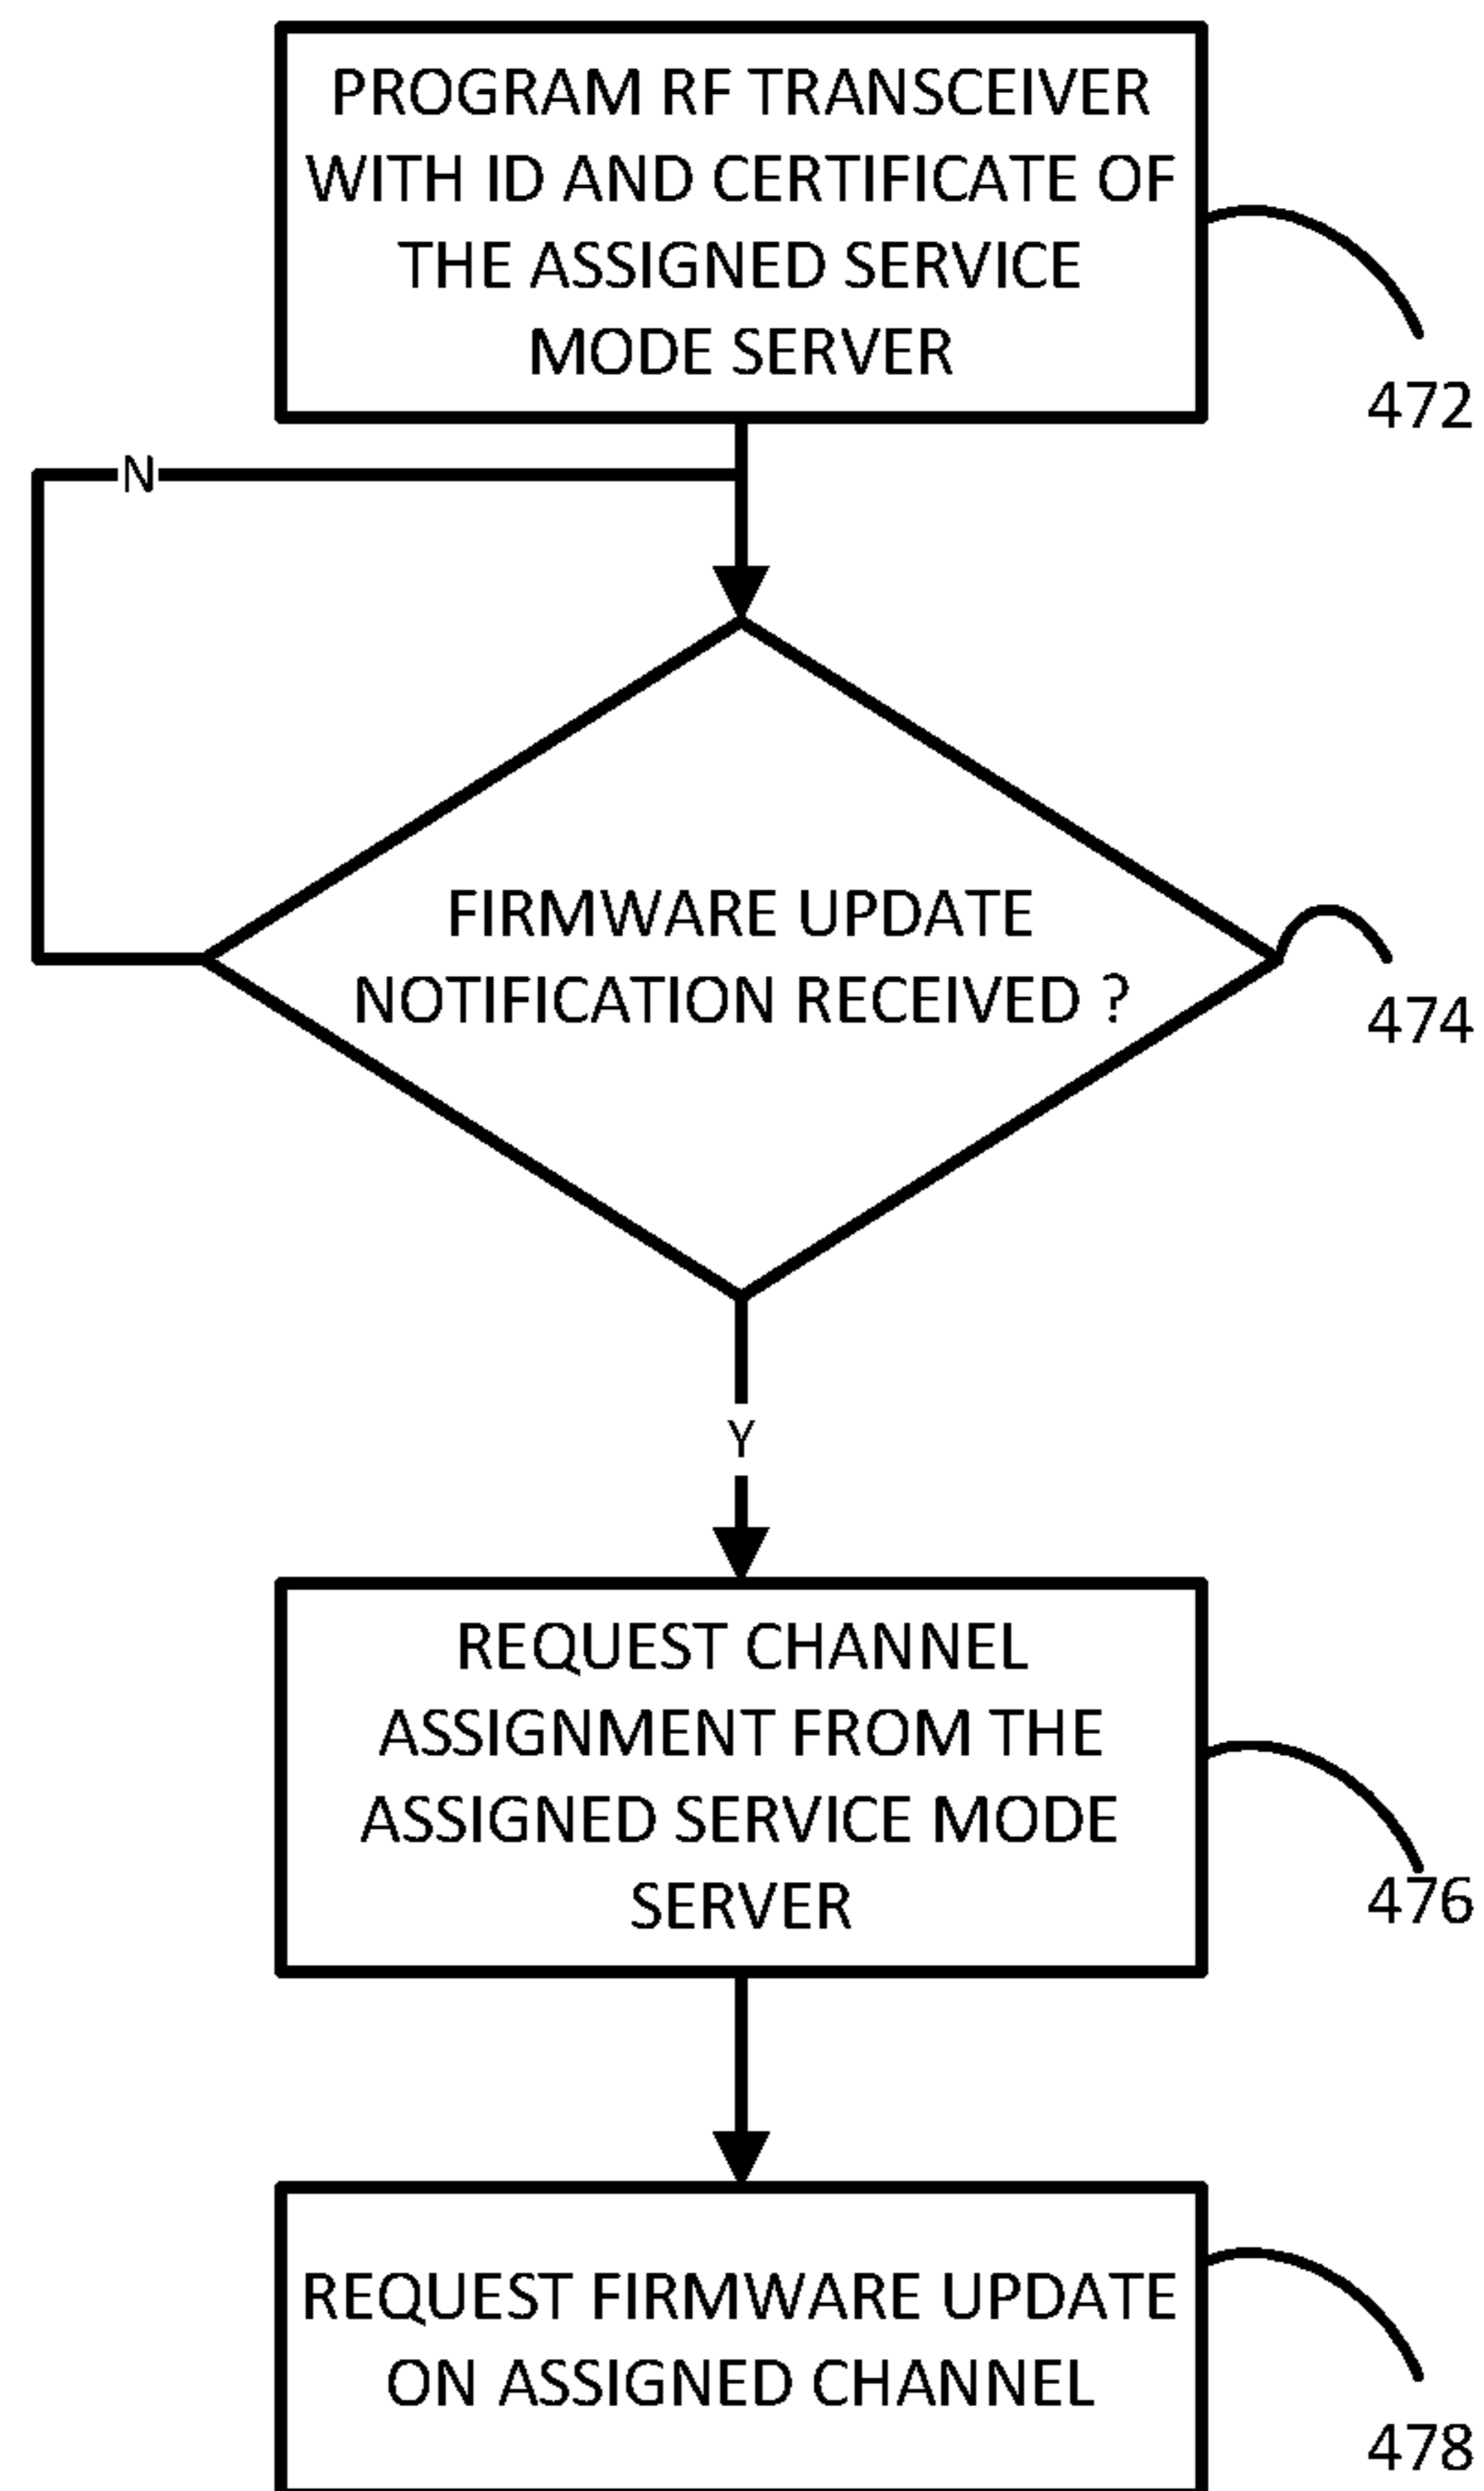 PROGRAM RF TRANSCEIVER
WITH ID AND CERTIFICATE OF
THE ASSIGNED SERVICE
MODE SERVER
472
N
FIRMWARE UPDATE
NOTIFICATION RECEIVED ?
474
Y
REQUEST CHANNEL
ASSIGNMENT FROM THE
ASSIGNED SERVICE MODE
SERVER
476
REQUEST FIRMWARE UPDATE
ON ASSIGNED CHANNEL
478